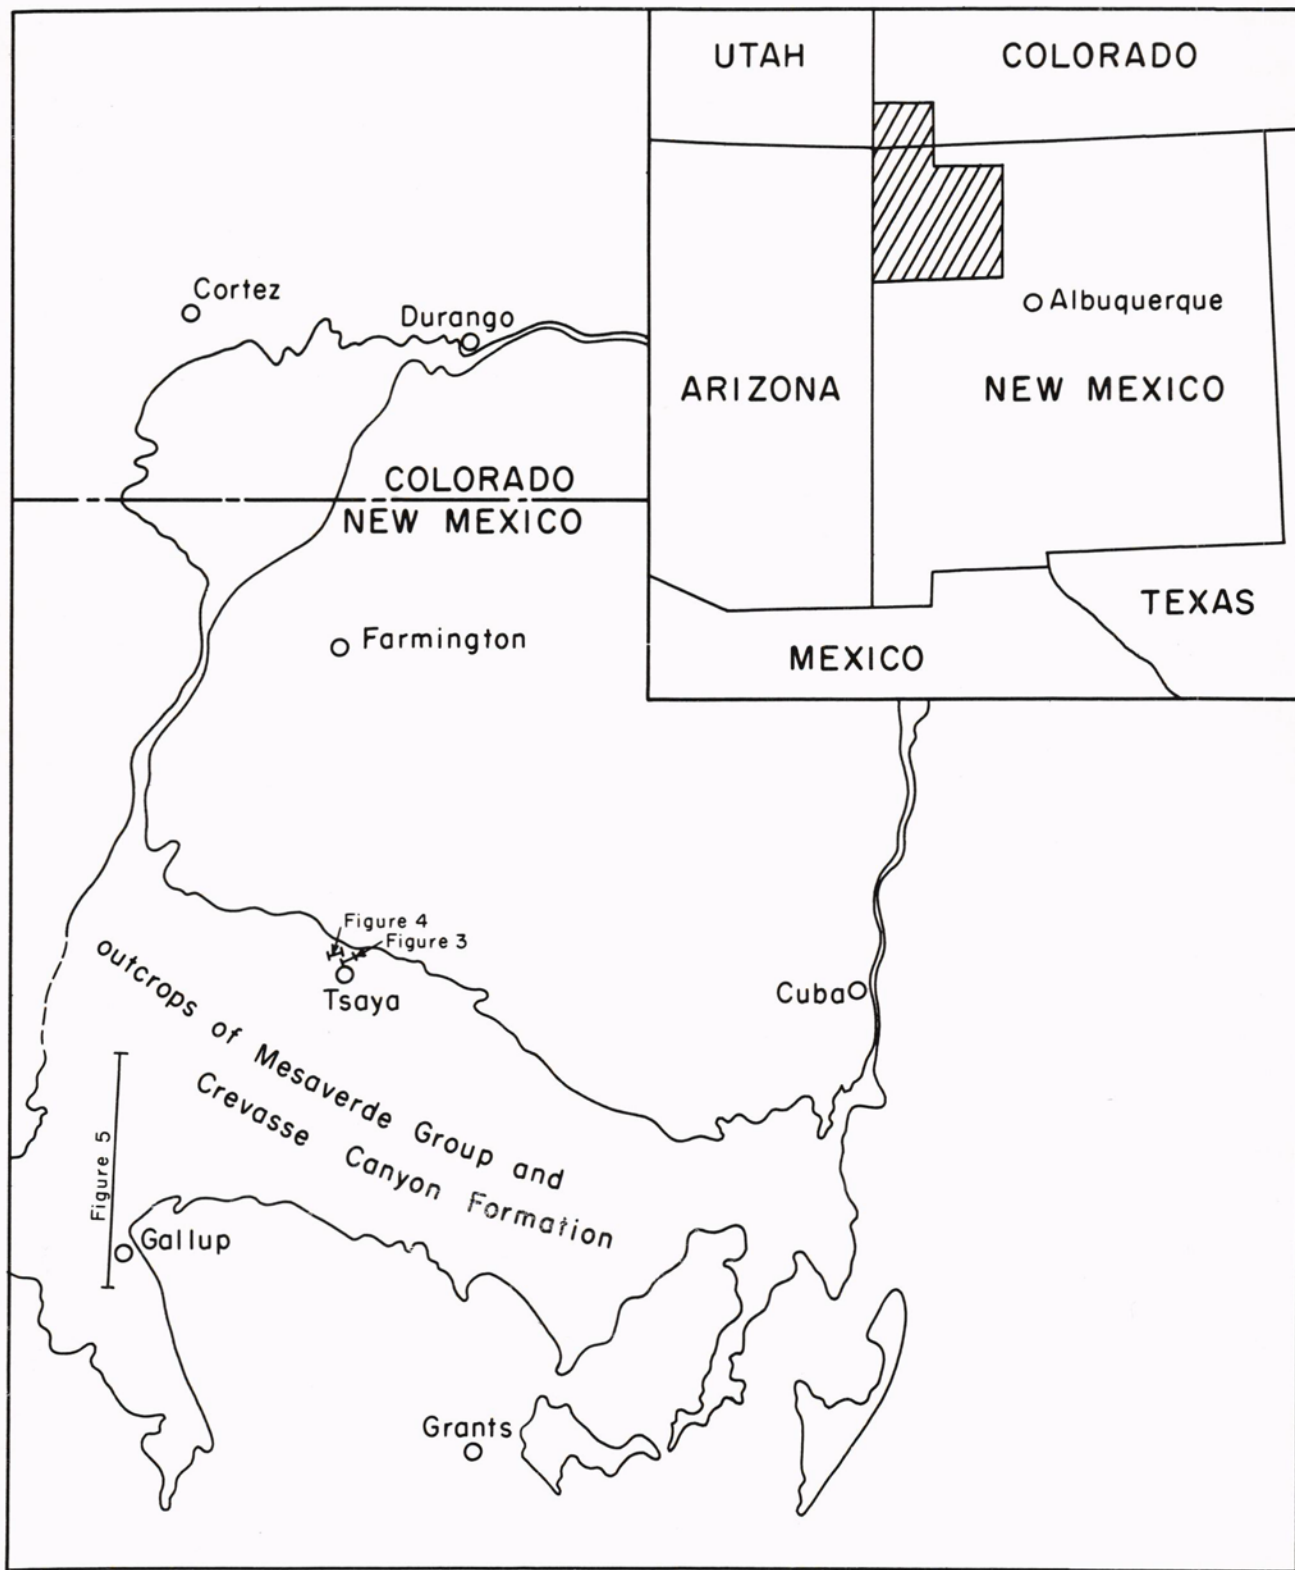 UTAH
COLORADO
Albuquerque
ARIZONA
NEW MEXICO
TEXAS
MEXICO
Cortez
Durango
COLORADO
NEW MEXICO
Farmington
Figure 4
Figure 3
Tsaya
Cuba
outcrops of Mesaverde Group and
Crevasse Canyon Formation
Figure 5
Gallup
Grants